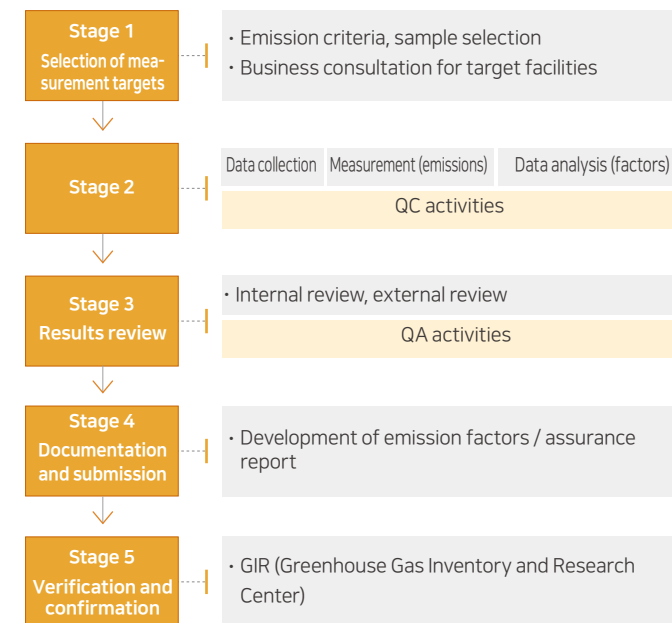 Stage 1
Selection of mea-
surement targets
· Emission criteria, sample selection
· Business consultation for target facilities
Stage 2
Data collection
Measurement (emissions)
Data analysis (factors)
QC activities
Stage 3
Results review
· Internal review, external review
QA activities
Stage 4
Documentation
and submission
· Development of emission factors / assurance
report
Stage 5
Verification and
confirmation
· GIR (Greenhouse Gas Inventory and Research
Center)